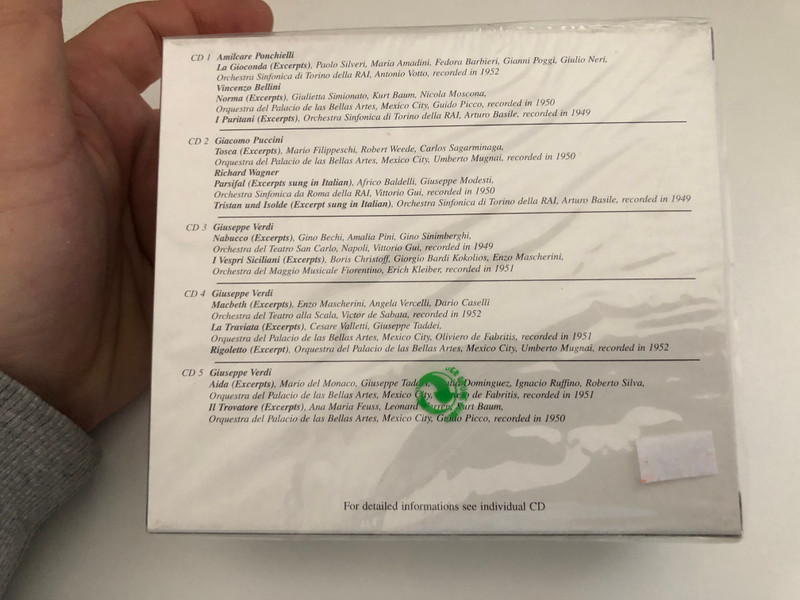 CD 1 Amilcare Ponchielli
La Gioconda (Excerpts), Paolo Silveri, Maria Amadini, Fedora Barbieri, Gianni Poggi, Giulio Neri,
Orchestra Sinfonica di Torino della RAI, Antonio Votto, recorded in 1952
Vincenzo Bellini
Norma (Excerpts), Giulietta Simionato, Kurt Baum, Nicola Moscona,
Orquestra del Palacio de las Bellas Artes, Mexico City, Guido Picco, recorded in 1950
I Puritani (Excerpts), Orchestra Sinfonica di Torino della RAI, Arturo Basile, recorded in 1949
CD 2 Giacomo Puccini
Tosca (Excerpts), Mario Filippeschi, Robert Weede, Carlos Sagarminaga,
Orquestra del Palacio de las Bellas Artes, Mexico City, Umberto Mugnai, recorded in 1950
Richard Wagner
Parsifal (Excerpts sung in Italian), Africo Baldelli, Giuseppe Modesti,
Orchestra Sinfonica da Roma della RAI, Vittorio Gui, recorded in 1950
Tristan und Isolde (Excerpt sung in Italian), Orchestra Sinfonica di Torino della RAI, Arturo Basile, recorded in 1949
CD 3 Giuseppe Verdi
Nabucco (Excerpts), Gino Bechi, Amalia Pini, Gino Sinimberghi,
Orchestra del Teatro San Carlo, Napoli, Vittorio Gui, recorded in 1949
I Vespri Siciliani (Excerpts), Boris Christoff, Giorgio Bardi Kokolios, Enzo Mascherini,
Orchestra del Maggio Musicale Fiorentino, Erich Kleiber, recorded in 1951
CD 4 Giuseppe Verdi
Macbeth (Excerpts), Enzo Mascherini, Angela Vercelli, Dario Caselli
Orchestra del Teatro alla Scala, Victor de Sabata, recorded in 1952
La Traviata (Excerpts), Cesare Valletti, Giuseppe Taddei,
Orquestra del Palacio de las Bellas Artes, Mexico City, Oliviero de Fabritis, recorded in 1951
Rigoletto (Excerpt), Orquestra del Palacio de las Bellas Artes, Mexico City, Umberto Mugnai, recorded in 1952
CD 5 Giuseppe Verdi
Aida (Excerpts), Mario del Monaco, Giuseppe Dominguez, Ignacio Ruffino, Roberto Silva,
Orquestra del Palacio de las Bellas Artes, Mexico City, de Fabritis, recorded in 1951
Il Trovatore (Excerpts), Ana Maria Feuss, Leonard Kurt Baum,
Orquestra del Palacio de las Bellas Artes, Mexico City, Guido Picco, recorded in 1950
For detailed informations see individual CD